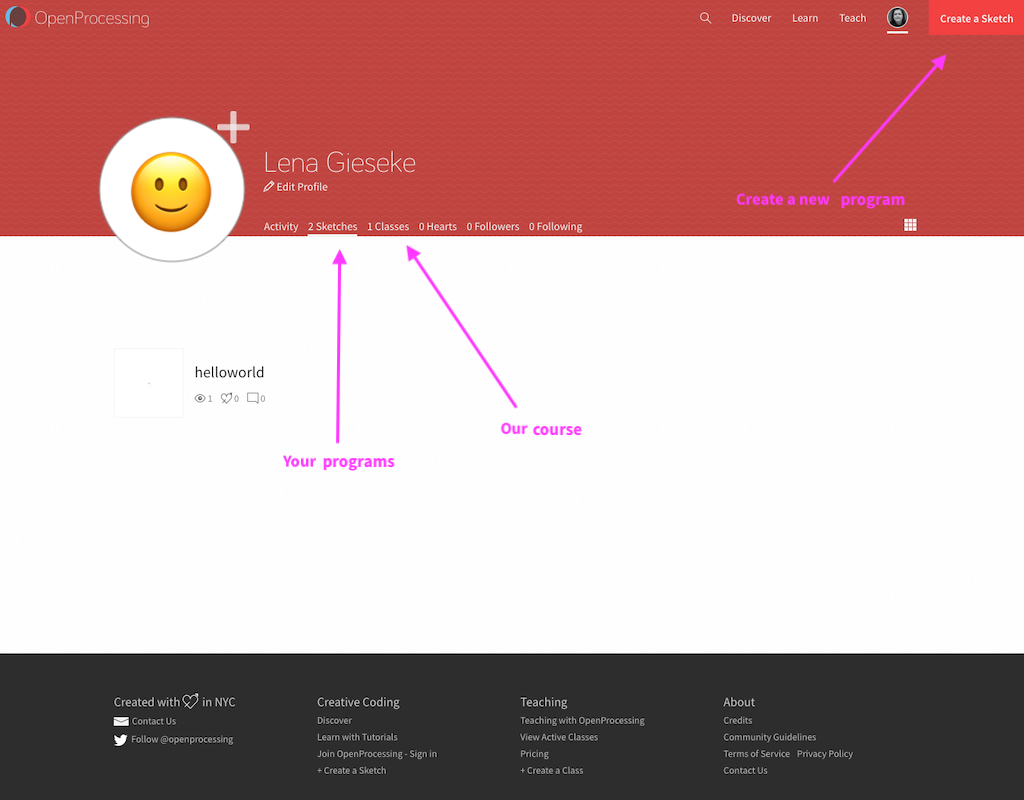 OpenProcessing
Discover Learn Teach Create a Sketch
Lena Gieseke
Edit Profile
Create a new program
Activity 2 Sketches 1 Classes 0 Hearts 0 Followers 0 Following
helloworld
1 0 0
Our course
Your programs
Created with in NYC
Contact Us
Follow @openprocessing
Creative Coding
Discover
Learn with Tutorials
Join OpenProcessing - Sign in
+ Create a Sketch
Teaching
Teaching with OpenProcessing
View Active Classes
Pricing
+ Create a Class
About
Credits
Community Guidelines
Terms of Service Privacy Policy
Contact Us